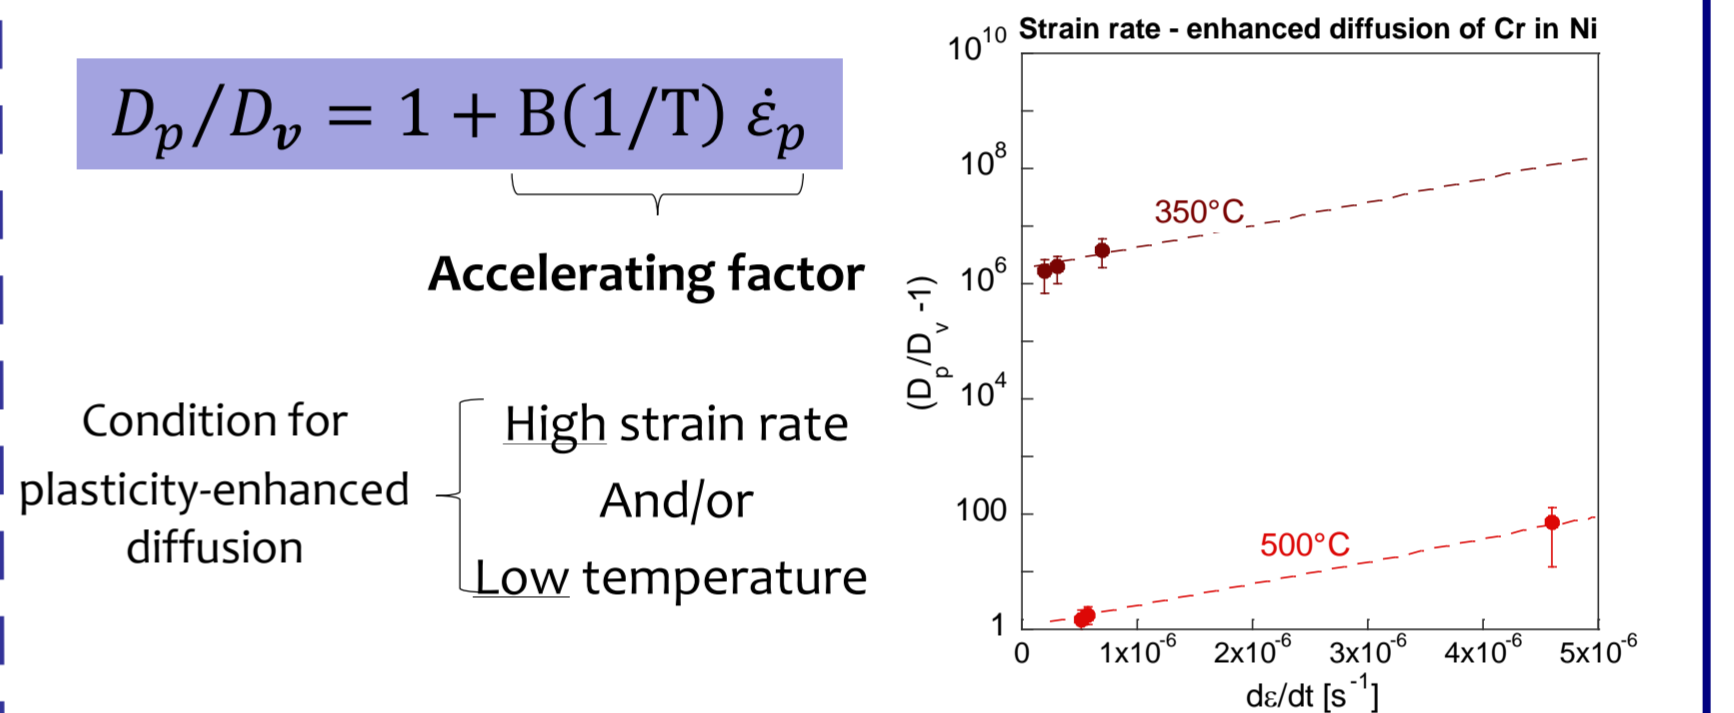 D_p/D_v = 1 + B(1/T) ε̇_p
Accelerating factor
Condition for
plasticity-enhanced
diffusion
High strain rate
And/or
Low temperature
Strain rate - enhanced diffusion of Cr in Ni
(D_p/D_v -1)
10^10
10^8
10^6
10^4
100
1
350°C
500°C
0 1x10^-6 2x10^-6 3x10^-6 4x10^-6 5x10^-6
dε/dt [s^-1]